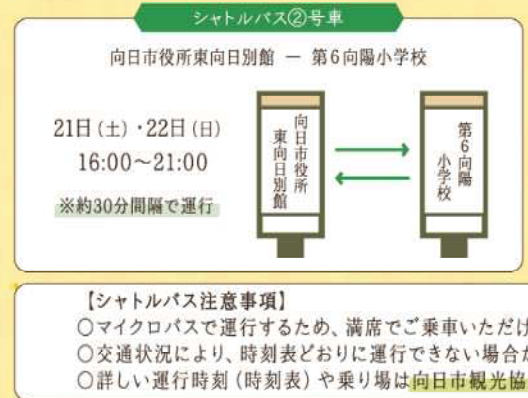 シャトルバス②号車
向日市役所東向日別館 ー 第6向陽小学校
21日(土)・22日(日)
16:00〜21:00
※約30分間隔で運行
向日市役所
東向日別館
第6向陽
小学校
【シャトルバス注意事項】
○マイクロバスで運行するため、満席でご乗車いただけ
○交通状況により、時刻表どおりに運行できない場合が
○詳しい運行時刻(時刻表)や乗り場は向日市観光協